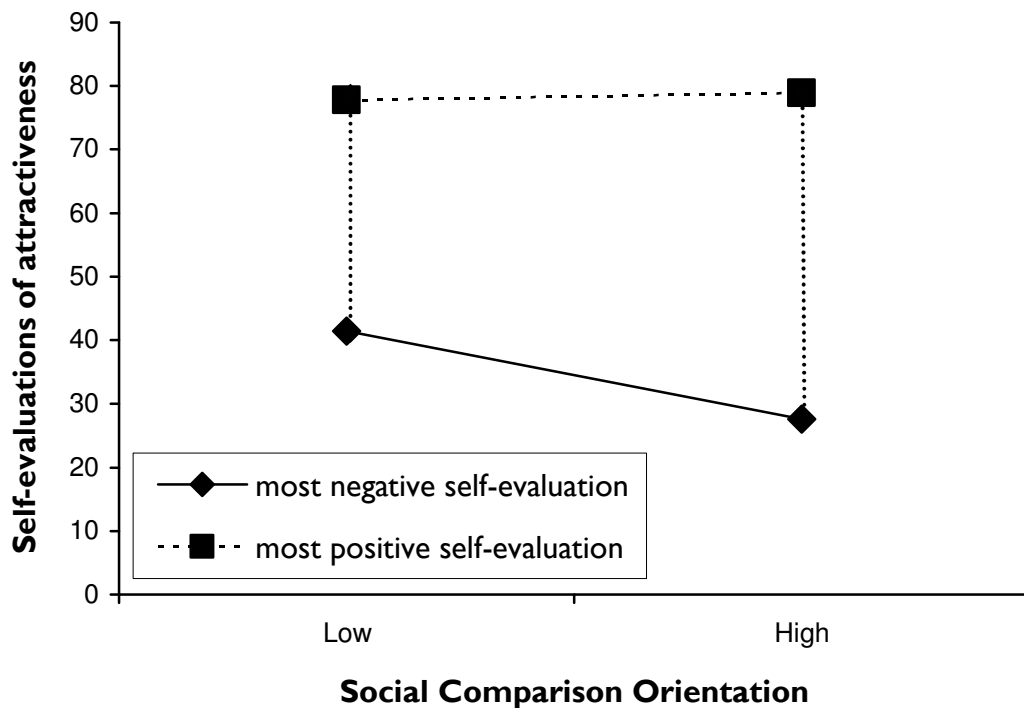 90
80
70
60
50
40
30
20
10
0
Self-evaluations of attractiveness
most negative self-evaluation
most positive self-evaluation
Low
High
Social Comparison Orientation